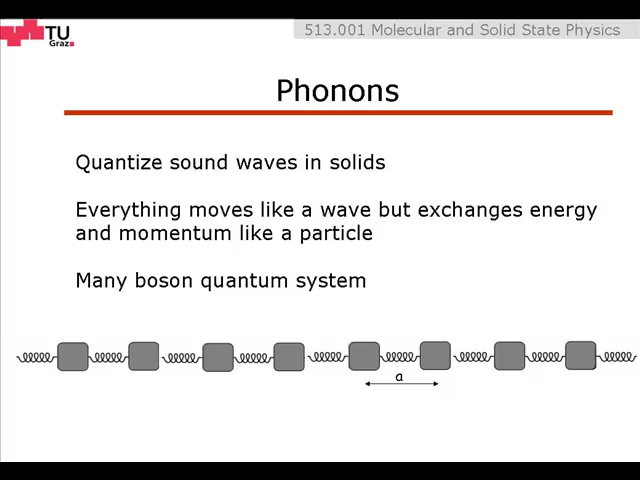 TU
Graz
513.001 Molecular and Solid State Physics
Phonons
Quantize sound waves in solids
Everything moves like a wave but exchanges energy
and momentum like a particle
Many boson quantum system
a